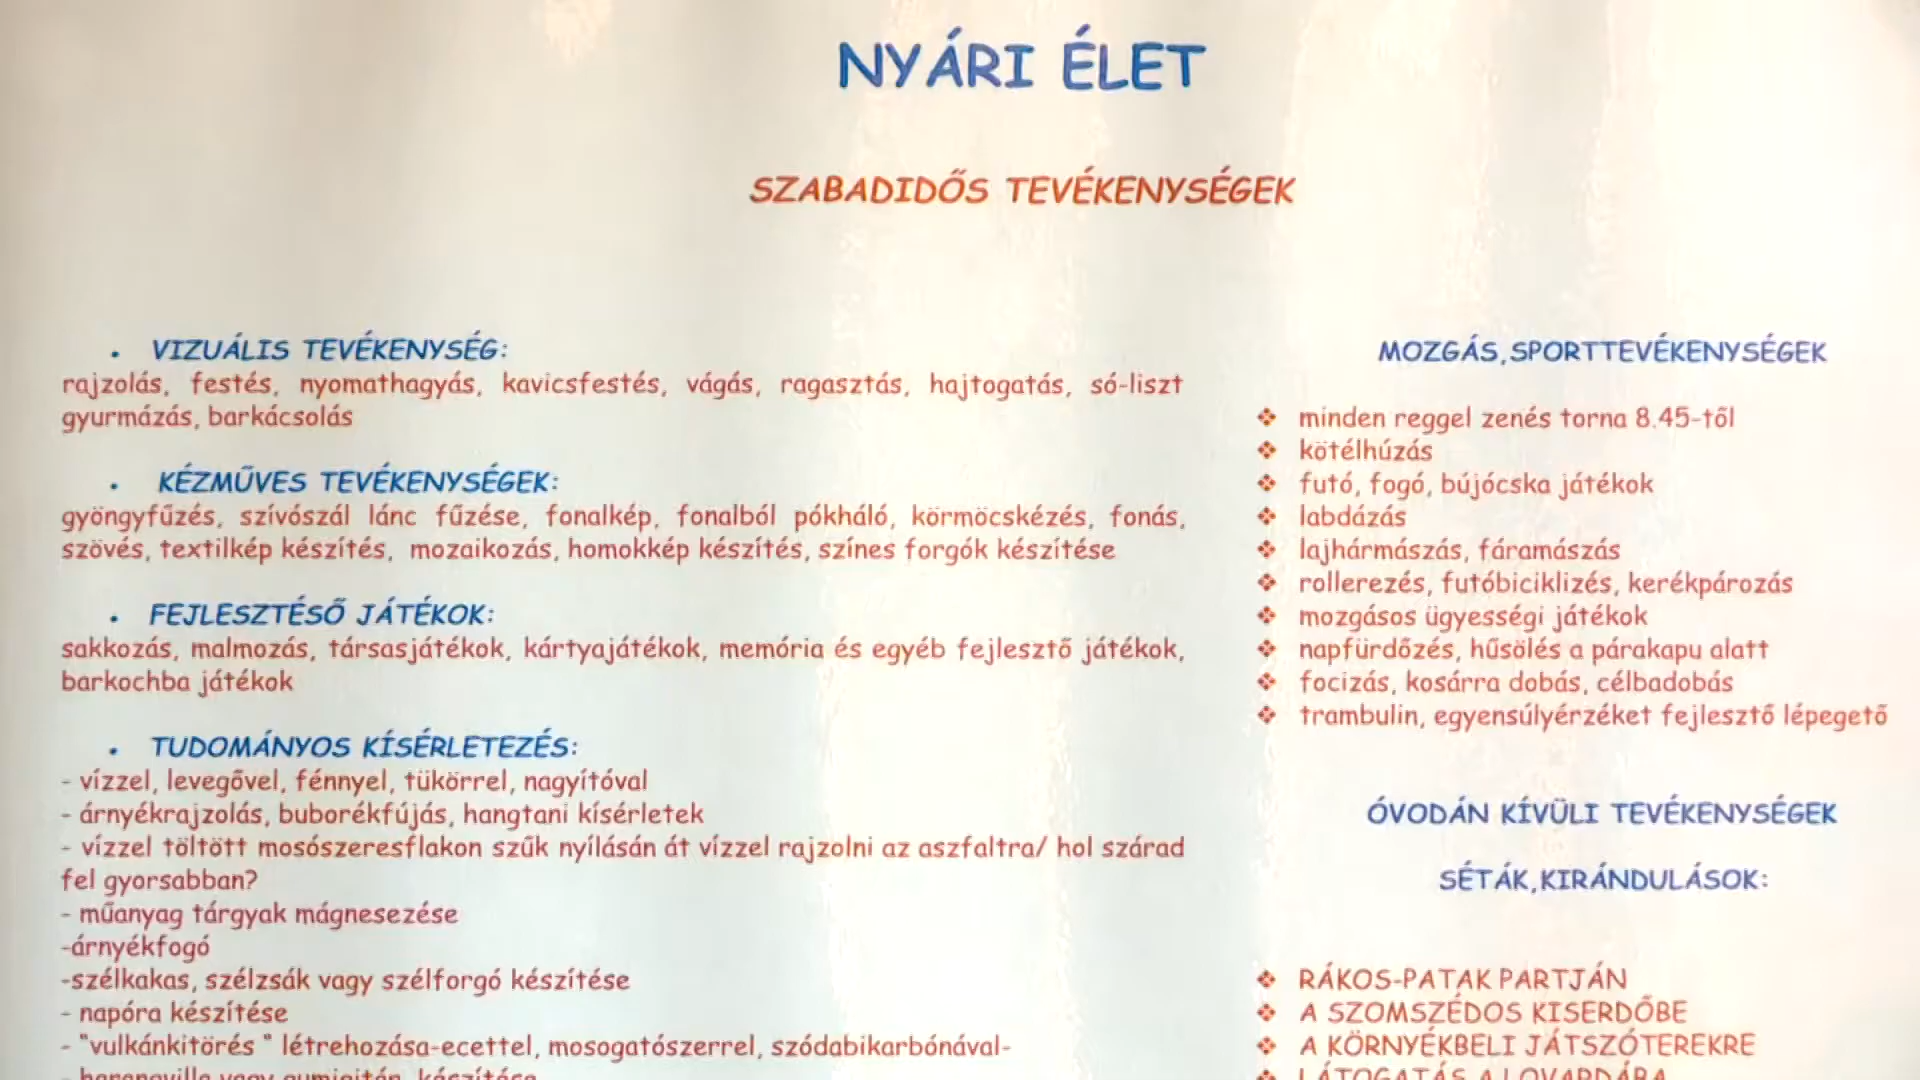 NYÁRI ÉLET
SZABADIDŐS TEVÉKENYSÉGEK
• VIZUÁLIS TEVÉKENYSÉG:
rajzolás, festés, nyomathagyás, kavicsfestés, vágás, ragasztás, hajtogatás, só-liszt
gyurmázás, barkácsolás
• KÉZMŰVES TEVÉKENYSÉGEK:
gyöngyfűzés, szívószál lánc fűzése, fonalkép, fonalból pókháló, körmöcskézés, fonás,
szövés, textilkép készítés, mozaikozás, homokkép készítés, színes forgók készítése
• FEJLESZTÉSŐ JÁTÉKOK:
sakkozás, malmozás, társasjátékok, kártyajátékok, memória és egyéb fejlesztő játékok,
barkochba játékok
• TUDOMÁNYOS KÍSÉRLETEZÉS:
- vízzel, levegővel, fénnyel, tükörrel, nagyítóval
- árnyékrajzolás, buborékfújás, hangtani kísérletek
- vízzel töltött mosószeresflakon szűk nyílásán át vízzel rajzolni az aszfaltra/ hol szárad
fel gyorsabban?
- műanyag tárgyak mágnesezése
-árnyékfogó
-szélkakas, szélzsák vagy szélforgó készítése
- napóra készítése
- "vulkánkitörés " létrehozása-ecettel, mosogatószerrel, szódabikarbónával-
- hangvilla vagy gumigitár készítése
MOZGÁS,SPORTTEVÉKENYSÉGEK
❖ minden reggel zenés torna 8.45-től
❖ kötélhúzás
❖ futó, fogó, bújócska játékok
❖ labdázás
❖ lajhármászás, fáramászás
❖ rollerezés, futóbiciklizés, kerékpározás
❖ mozgásos ügyességi játékok
❖ napfürdőzés, hűsölés a párakapu alatt
❖ focizás, kosárra dobás, célbadobás
❖ trambulin, egyensúlyérzéket fejlesztő lépegető
ÓVODÁN KÍVÜLI TEVÉKENYSÉGEK
SÉTÁK,KIRÁNDULÁSOK:
❖ RÁKOS-PATAK PARTJÁN
❖ A SZOMSZÉDOS KISERDŐBE
❖ A KÖRNYÉKBELI JÁTSZÓTEREKRE
❖ LÁTOGATÁS A LOVARDÁBA